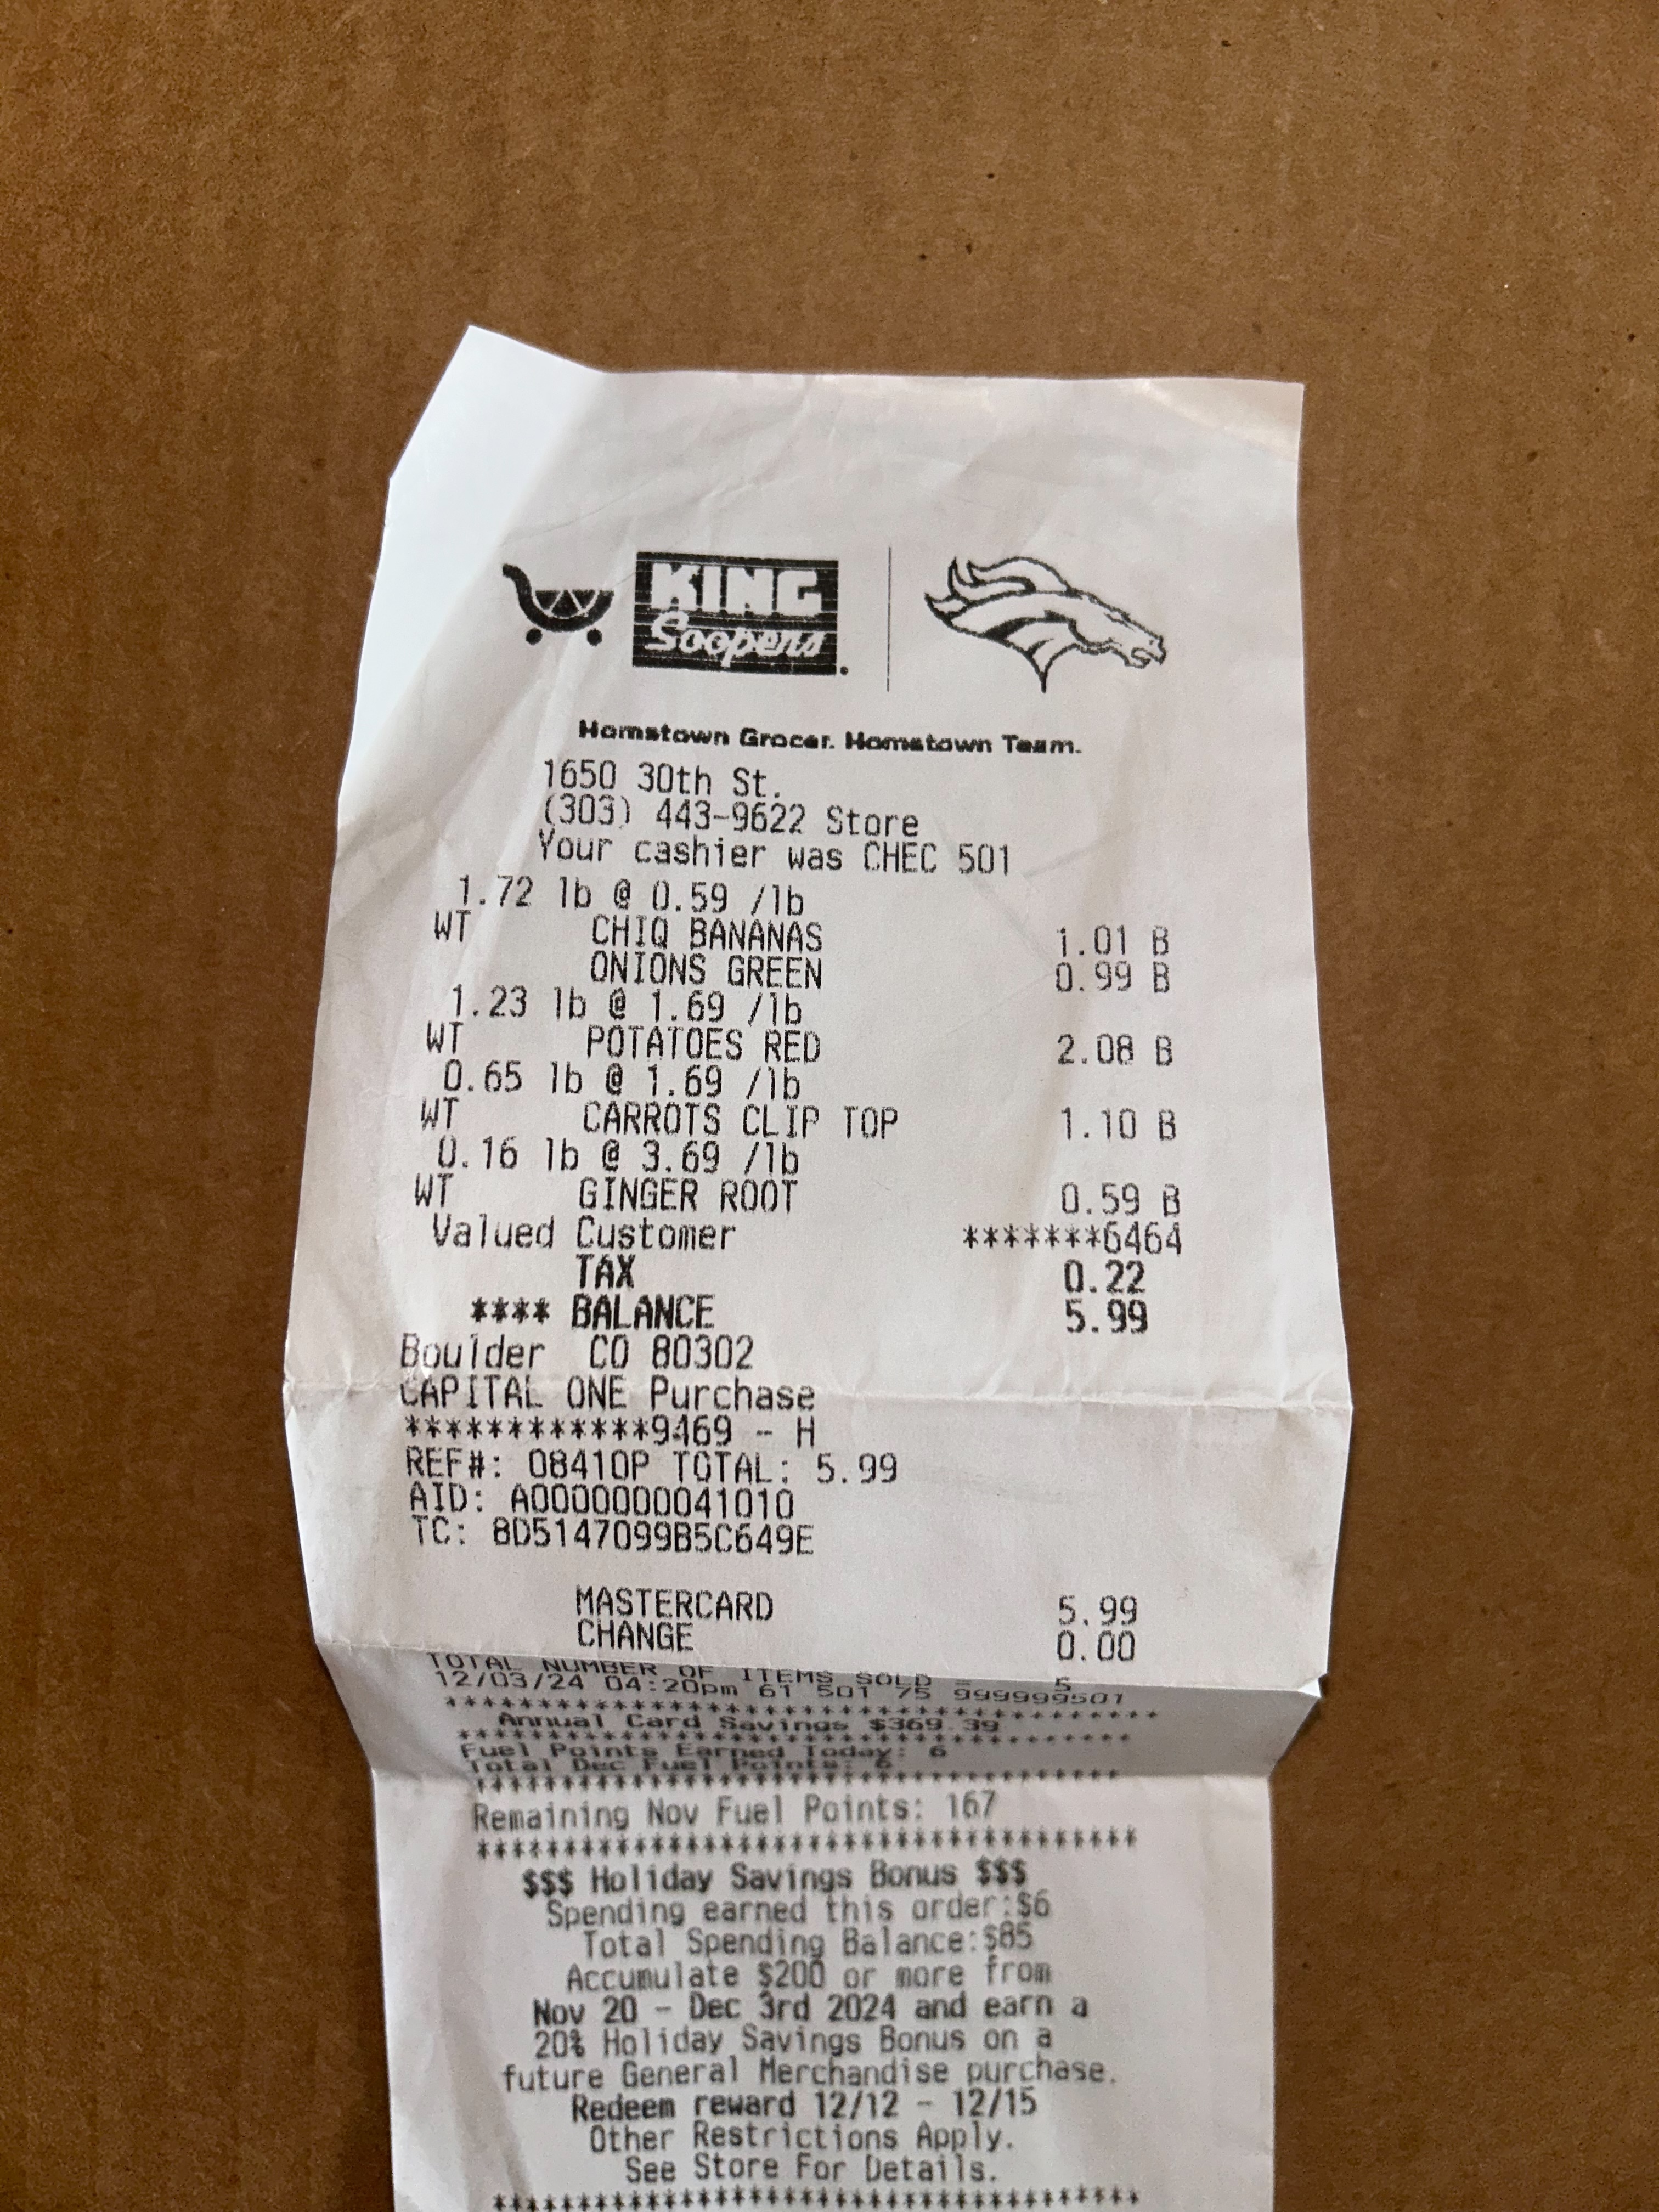 KING
Soopers
Hometown Grocer. Hometown Team.
1650 30th St.
(303) 443-9622 Store
Your cashier was CHEC 501
1.72 lb @ 0.59 /lb
WT CHIQ BANANAS 1.01 B
ONIONS GREEN 0.99 B
1.23 lb @ 1.69 /lb
WT POTATOES RED 2.08 B
0.65 lb @ 1.69 /lb
WT CARROTS CLIP TOP 1.10 B
0.16 lb @ 3.69 /lb
WT GINGER ROOT 0.59 B
Valued Customer *******6464
TAX 0.22
**** BALANCE 5.99
Boulder CO 80302
CAPITAL ONE Purchase
************9469 - H
REF#: 08410P TOTAL: 5.99
AID: A0000000041010
TC: 8D5147099B5C649E
MASTERCARD 5.99
CHANGE 0.00
TOTAL NUMBER OF ITEMS SOLD = 5
12/03/24 04:20pm 61 501 75 999999501
******************************************
Annual Card Savings $369.39
******************************************
Fuel Points Earned Today: 6
Total Dec Fuel Points: 6
******************************************
Remaining Nov Fuel Points: 167
******************************************
$$$ Holiday Savings Bonus $$$
Spending earned this order:$6
Total Spending Balance:$85
Accumulate $200 or more from
Nov 20 - Dec 3rd 2024 and earn a
20% Holiday Savings Bonus on a
future General Merchandise purchase.
Redeem reward 12/12 - 12/15
Other Restrictions Apply.
See Store For Details.
******************************************